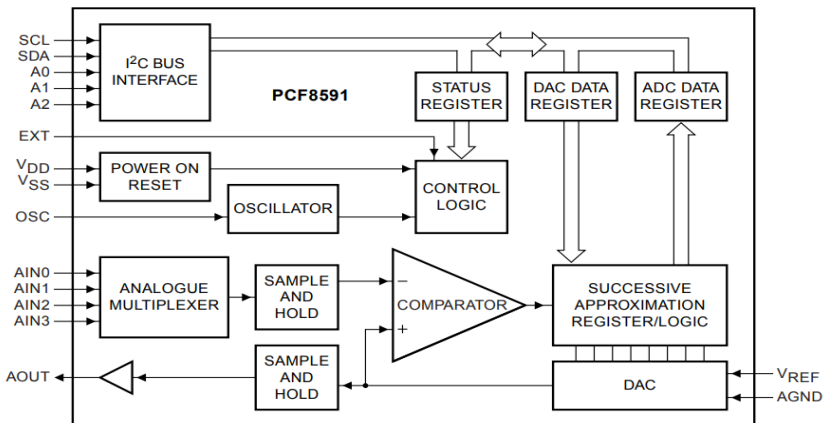 SCL
SDA
A0
A1
A2
I²C BUS
INTERFACE
PCF8591
STATUS
REGISTER
DAC DATA
REGISTER
ADC DATA
REGISTER
EXT
VDD
VSS
POWER ON
RESET
OSC
OSCILLATOR
CONTROL
LOGIC
AIN0
AIN1
AIN2
AIN3
ANALOGUE
MULTIPLEXER
SAMPLE
AND
HOLD
−
COMPARATOR
+
SUCCESSIVE
APPROXIMATION
REGISTER/LOGIC
AOUT
SAMPLE
AND
HOLD
DAC
VREF
AGND